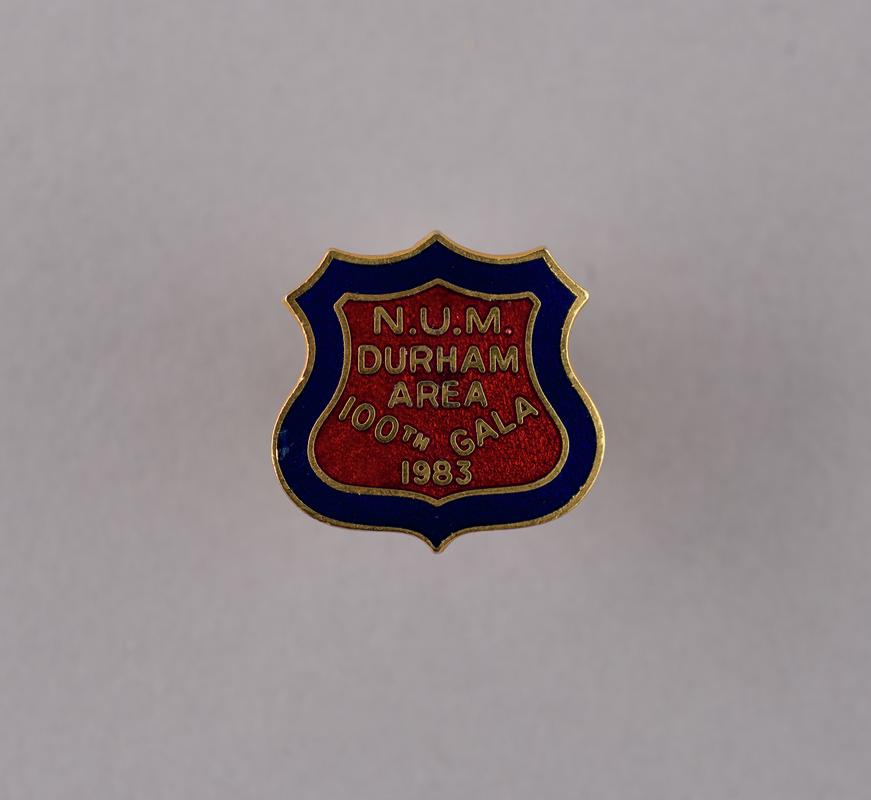 N.U.M.
DURHAM
AREA
100TH GALA
1983